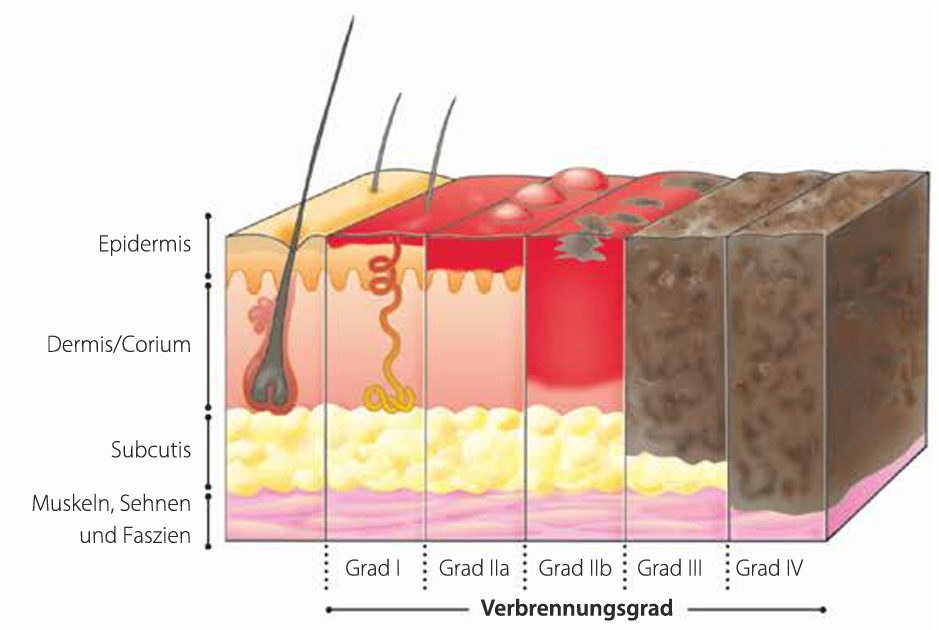 Epidermis
Dermis/Corium
Subcutis
Muskeln, Sehnen
und Faszien
Grad I
Grad IIa
Grad IIb
Grad III
Grad IV
Verbrennungsgrad